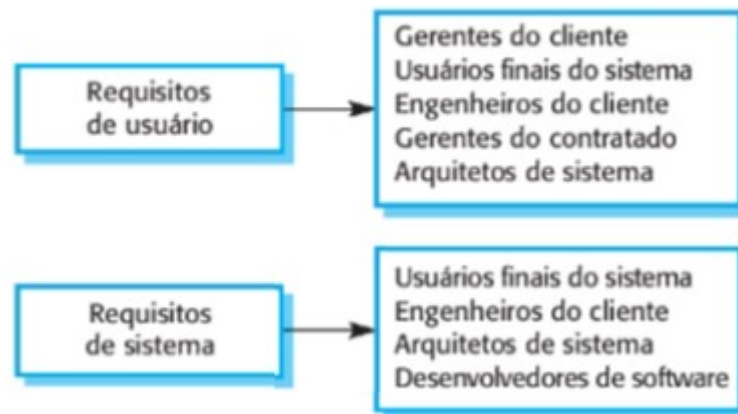 Requisitos
de usuário
Gerentes do cliente
Usuários finais do sistema
Engenheiros do cliente
Gerentes do contratado
Arquitetos de sistema
Requisitos
de sistema
Usuários finais do sistema
Engenheiros do cliente
Arquitetos de sistema
Desenvolvedores de software